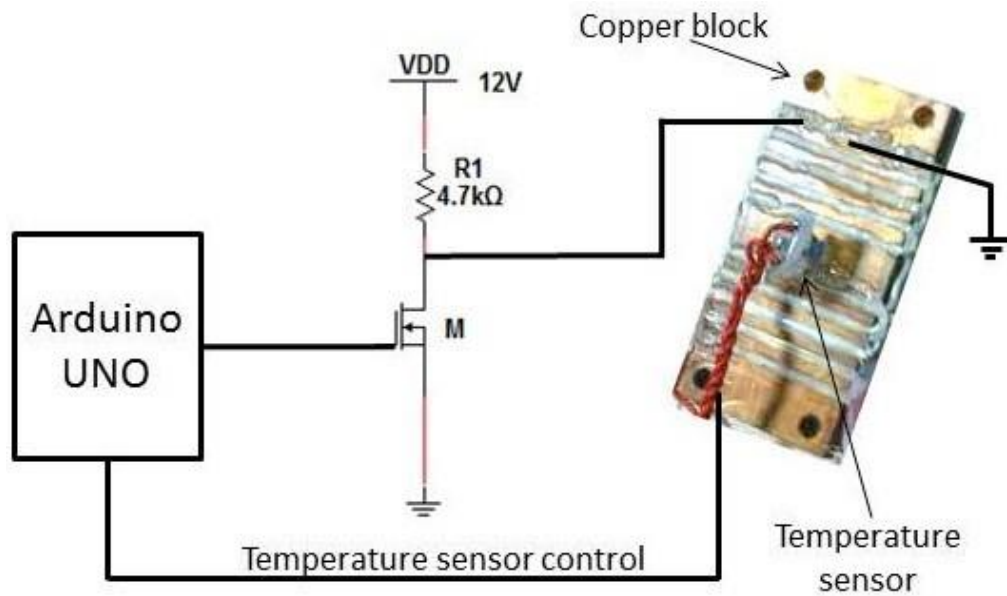 Copper block
VDD
12V
R1
4.7kΩ
Arduino
UNO
M
Temperature sensor control
Temperature
sensor